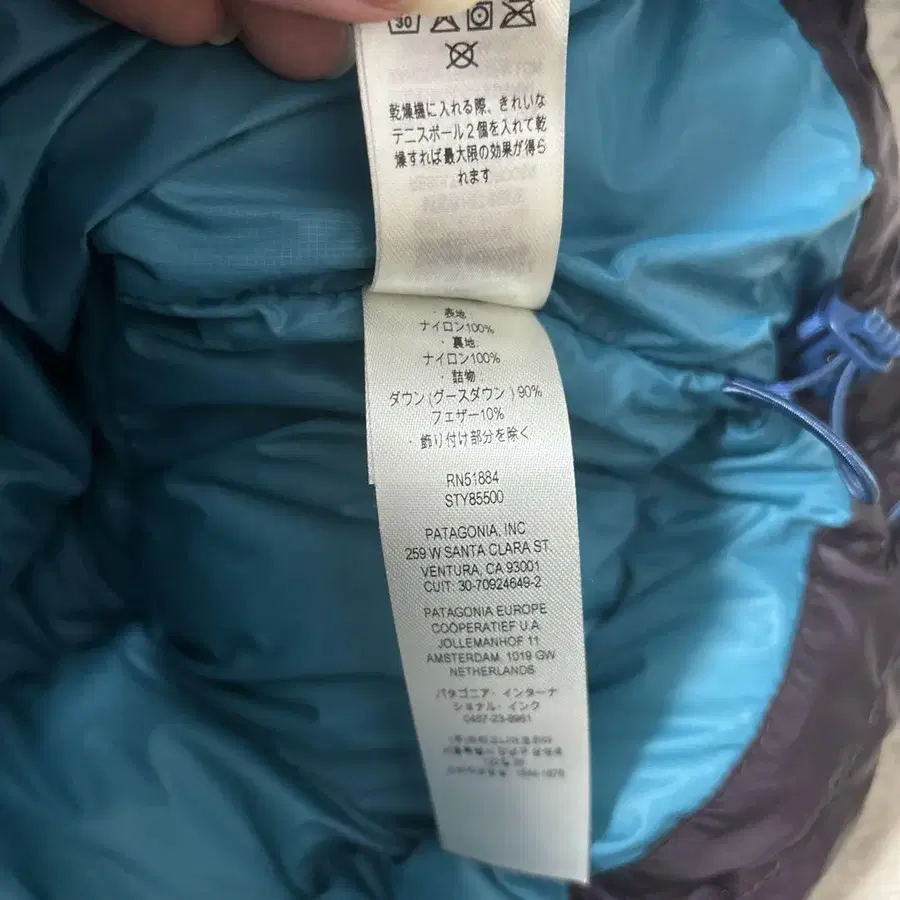 30
乾燥機に入れる際、きれいな
テニスボール2個を入れて乾
燥すれば最大限の効果が得ら
れます
・表地:
ナイロン100%
・裏地:
ナイロン100%
・詰物:
ダウン(グースダウン)90%
フェザー10%
・飾り付け部分を除く
RN51884
STY85500
PATAGONIA, INC
259 W SANTA CLARA ST
VENTURA, CA 93001
CUIT: 30-70924649-2
PATAGONIA EUROPE
COÖPERATIEF U.A
JOLLEMANHOF 11
AMSTERDAM, 1019 GW
NETHERLANDS
パタゴニア・インターナ
ショナル・インク
0467-23-8961